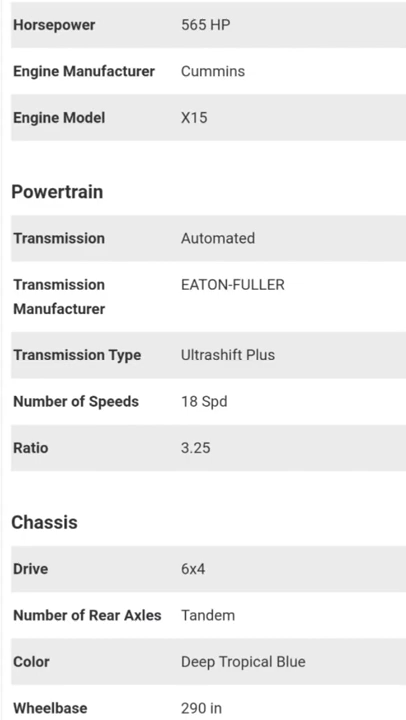 Horsepower 565 HP
Engine Manufacturer Cummins
Engine Model X15
Powertrain
Transmission Automated
Transmission EATON-FULLER
Manufacturer
Transmission Type Ultrashift Plus
Number of Speeds 18 Spd
Ratio 3.25
Chassis
Drive 6x4
Number of Rear Axles Tandem
Color Deep Tropical Blue
Wheelbase 290 in